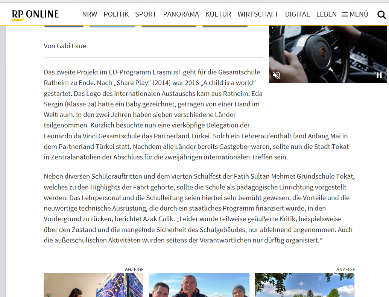 RP ONLINE NRW POLITIK SPORT PANORAMA KULTUR WIRTSCHAFT DIGITAL LEBEN MENÜ
Von Gabi Laue
Das zweite Projekt im EU-Programm Erasmus+ geht für die Gesamtschule
Ratheim zu Ende. Nach „Share Play“ (2014) war 2016 „A child is a world“
gestartet. Das Logo des internationalen Austauschs kam aus Ratheim: Eda
Sezgin (Klasse 7a) hatte ein Baby gezeichnet, getragen von einer Hand im
Weltraum. In den zwei Jahren haben sieben verschiedene Länder
teilgenommen. Kürzlich besuchte nun eine vierköpfige Delegation der
Leonardo da Vinci Gesamtschule das Partnerland Türkei. Solch ein Lehreraufenthalt fand Anfang Mai in
dem Partnerland Türkei statt. Nachdem alle Länder bereits Gastgeber waren, sollte nun die Stadt Tokat
in Zentralanatolien der Abschluss für die zweijährigen internationalen Treffen sein.
Neben diversen Schülerauftritten und dem vierten Schulfest der Fatih Sultan Mehmet Grundschule Tokat,
welches zu den Highlights der Fahrt gehörte, sollte die Schule als pädagogische Einrichtung vorgestellt
werden. Das Lehrpersonal und die Schulleitung seien hierbei sehr bemüht gewesen, die Vorteile und die
neuwertige technische Ausrüstung, die durch ein staatliches Programm finanziert wurde, in den
Vordergrund zu rücken, berichtet Azak Calik. „Leider wurde teilweise geäußerte Kritik, beispielsweise
über den Zustand und die mangelnde Sicherheit des Schulgebäudes, nur ablehnend angenommen. Auch
die außerschulischen Aktivitäten wurden seitens der Verantwortlichen nur dürftig organisiert.“
ANZEIGE ANZEIGE